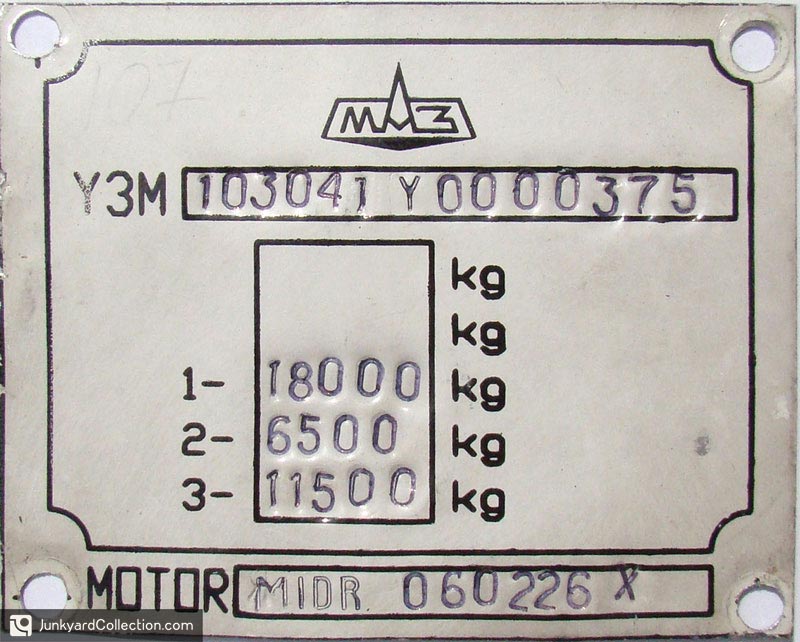 МАЗ
Y3M 103041 Y0000375
kg
kg
1- 18000 kg
2- 6500 kg
3- 11500 kg
MOTOR MIDR 060226 X
JunkyardCollection.com